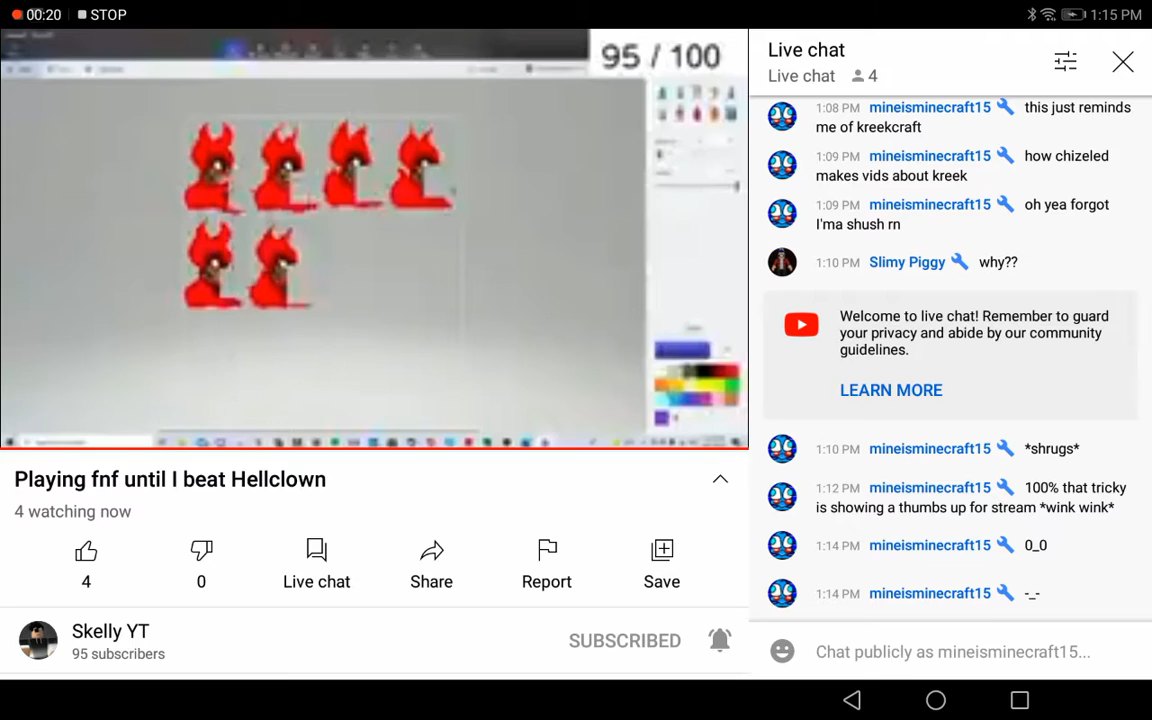 00:20 STOP 1:15 PM
95 / 100
Live chat
Live chat 4
1:08 PM mineisminecraft15 this just reminds
me of kreekcraft
1:09 PM mineisminecraft15 how chizeled
makes vids about kreek
1:09 PM mineisminecraft15 oh yea forgot
I'ma shush rn
1:10 PM Slimy Piggy why??
Welcome to live chat! Remember to guard
your privacy and abide by our community
guidelines.
LEARN MORE
1:10 PM mineisminecraft15 *shrugs*
1:12 PM mineisminecraft15 100% that tricky
is showing a thumbs up for stream *wink wink*
1:14 PM mineisminecraft15 0_0
1:14 PM mineisminecraft15 -_-
Chat publicly as mineisminecraft15...
Playing fnf until I beat Hellclown
4 watching now
4 0 Live chat Share Report Save
Skelly YT
95 subscribers
SUBSCRIBED